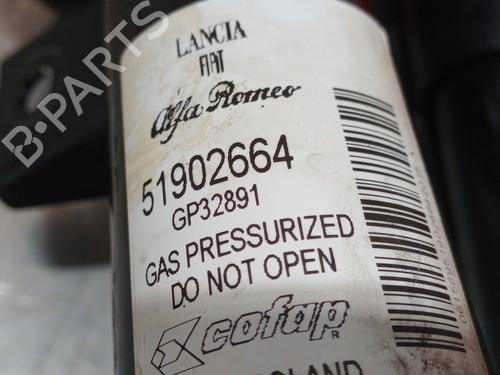 LANCIA
FIAT
Alfa Romeo
51902664
GP32891
GAS PRESSURIZED
DO NOT OPEN
cofap
B-PARTS